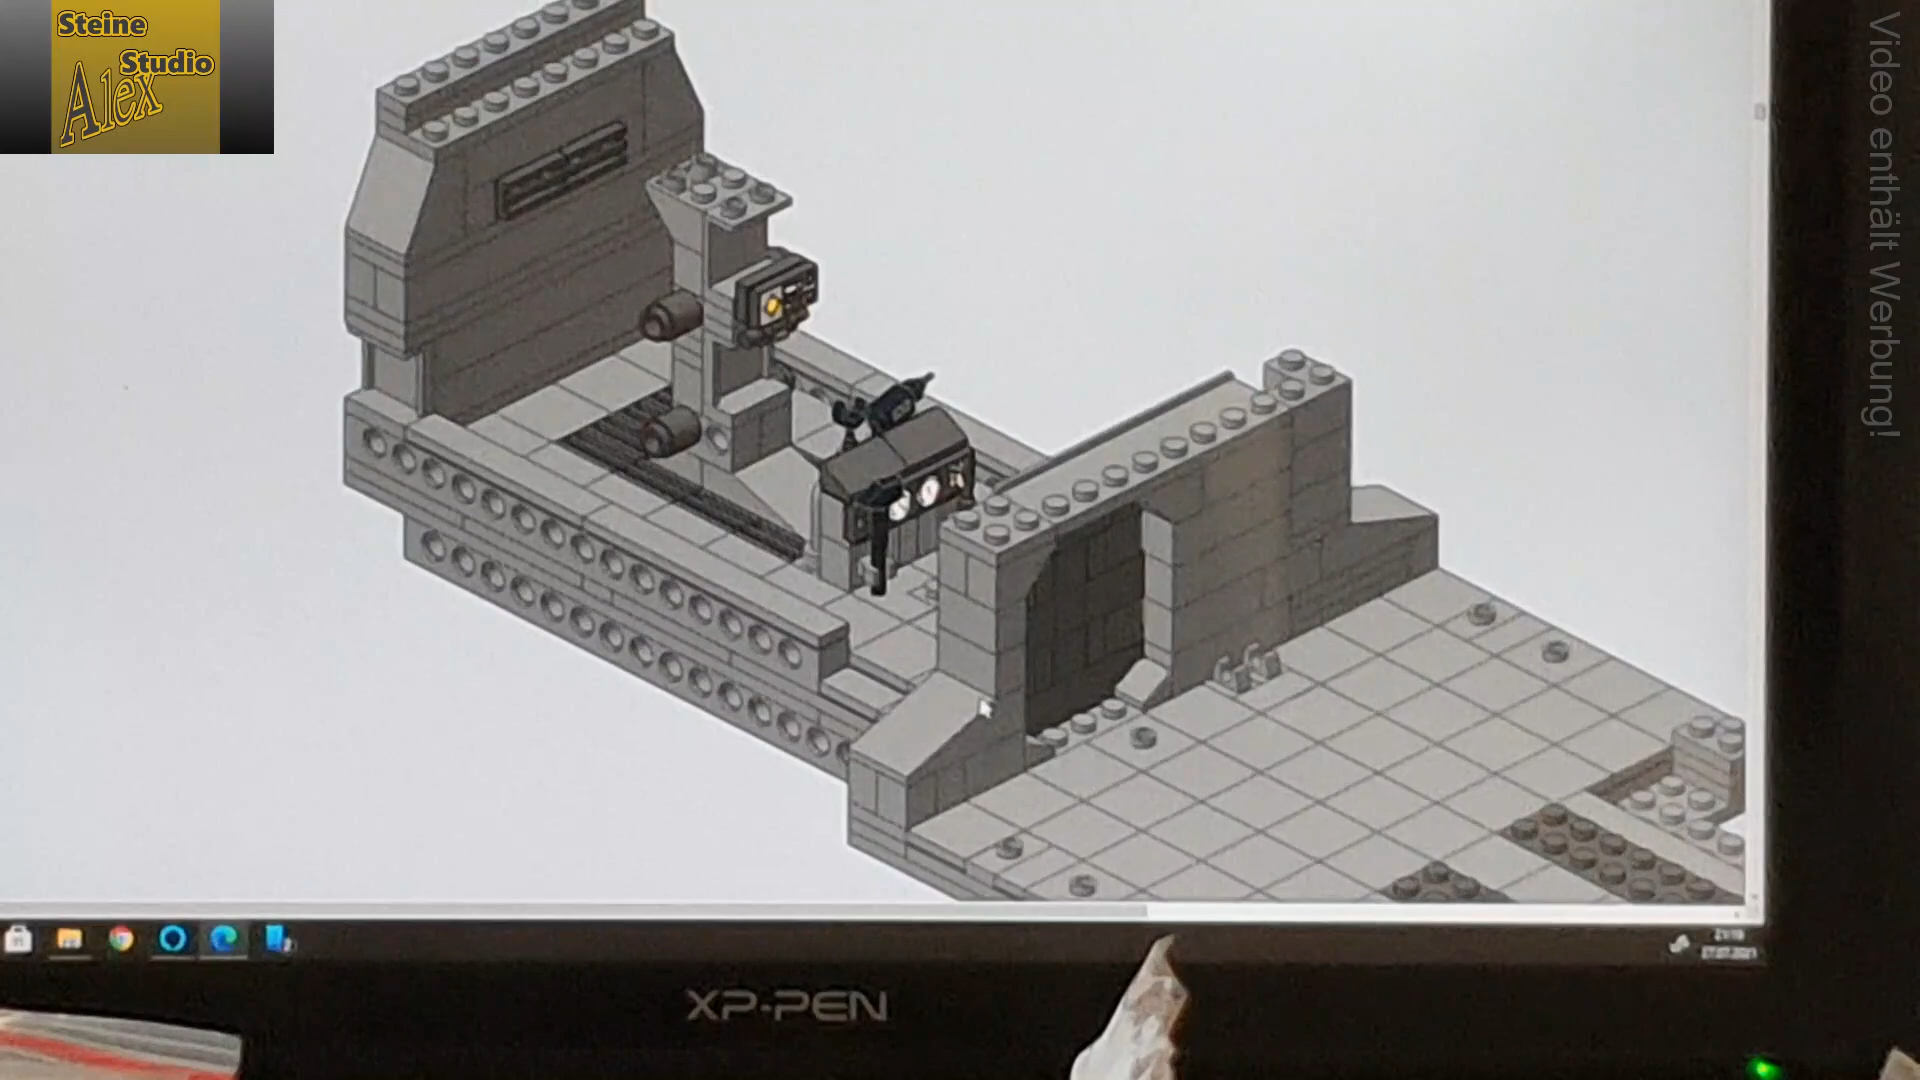 Steine
Studio
Alex
Video enthält Werbung!
XP-PEN